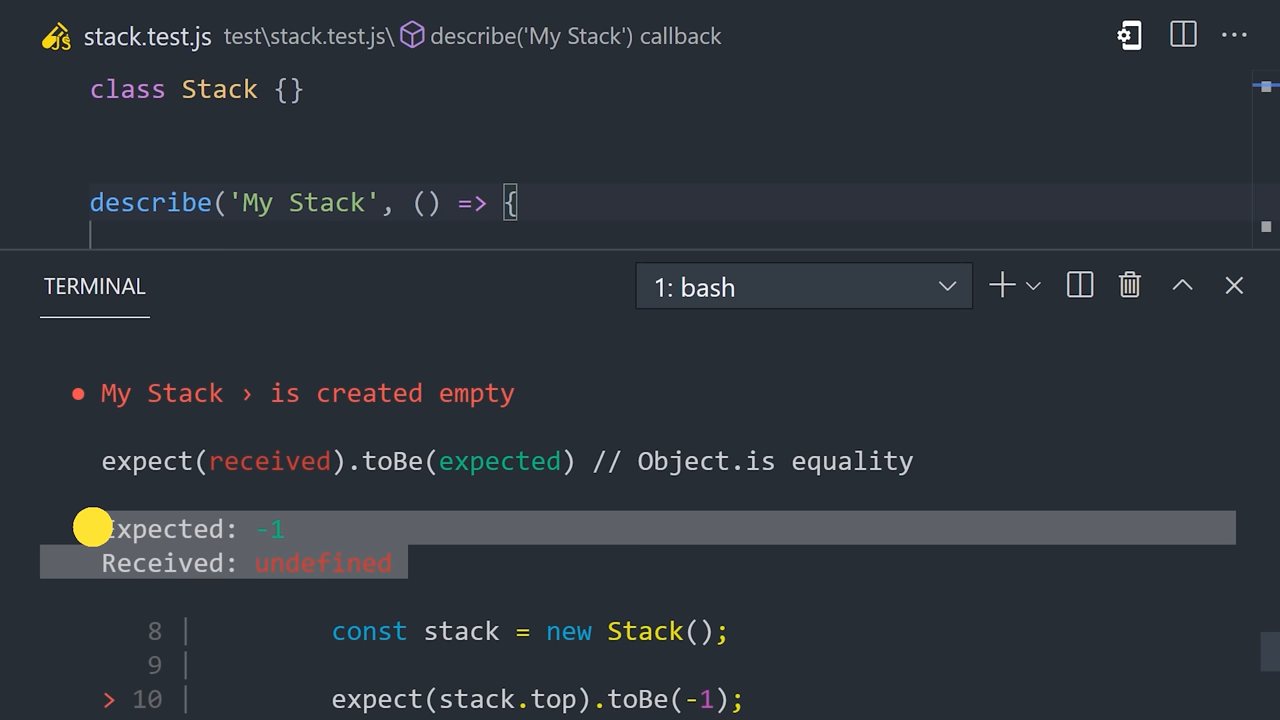 JS stack.test.js test\stack.test.js\ describe('My Stack') callback
class Stack {}
describe('My Stack', () => {
TERMINAL 1: bash
● My Stack › is created empty
expect(received).toBe(expected) // Object.is equality
Expected: -1
Received: undefined
8 | const stack = new Stack();
9 |
> 10 | expect(stack.top).toBe(-1);